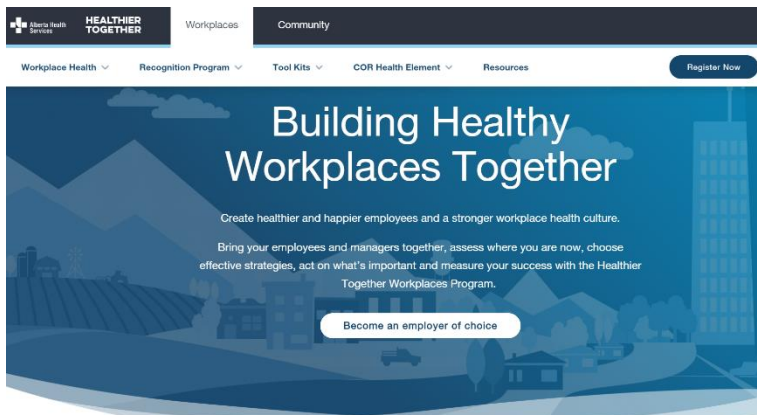 Alberta Health
Services
HEALTHIER
TOGETHER
Workplaces
Community
Workplace Health
Recognition Program
Tool Kits
COR Health Element
Resources
Register Now
Building Healthy
Workplaces Together
Create healthier and happier employees and a stronger workplace health culture.
Bring your employees and managers together, assess where you are now, choose
effective strategies, act on what's important and measure your success with the Healthier
Together Workplaces Program.
Become an employer of choice